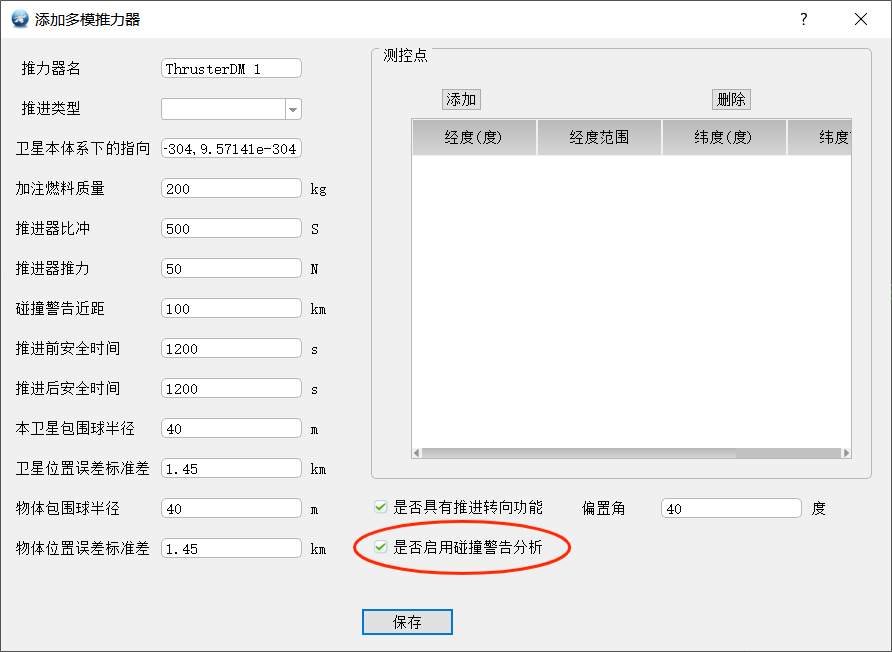 添加多模推力器
?
推力器名 ThrusterDM 1
推进类型
卫星本体系下的指向 -304,9.57141e-304
加注燃料质量 200 kg
推进器比冲 500 S
推进器推力 50 N
碰撞警告近距 100 km
推进前安全时间 1200 s
推进后安全时间 1200 s
本卫星包围球半径 40 m
卫星位置误差标准差 1.45 km
物体包围球半径 40 m
物体位置误差标准差 1.45 km
测控点
添加 删除
经度(度) 经度范围 纬度(度) 纬度
是否具有推进转向功能 偏置角 40 度
是否启用碰撞警告分析
保存